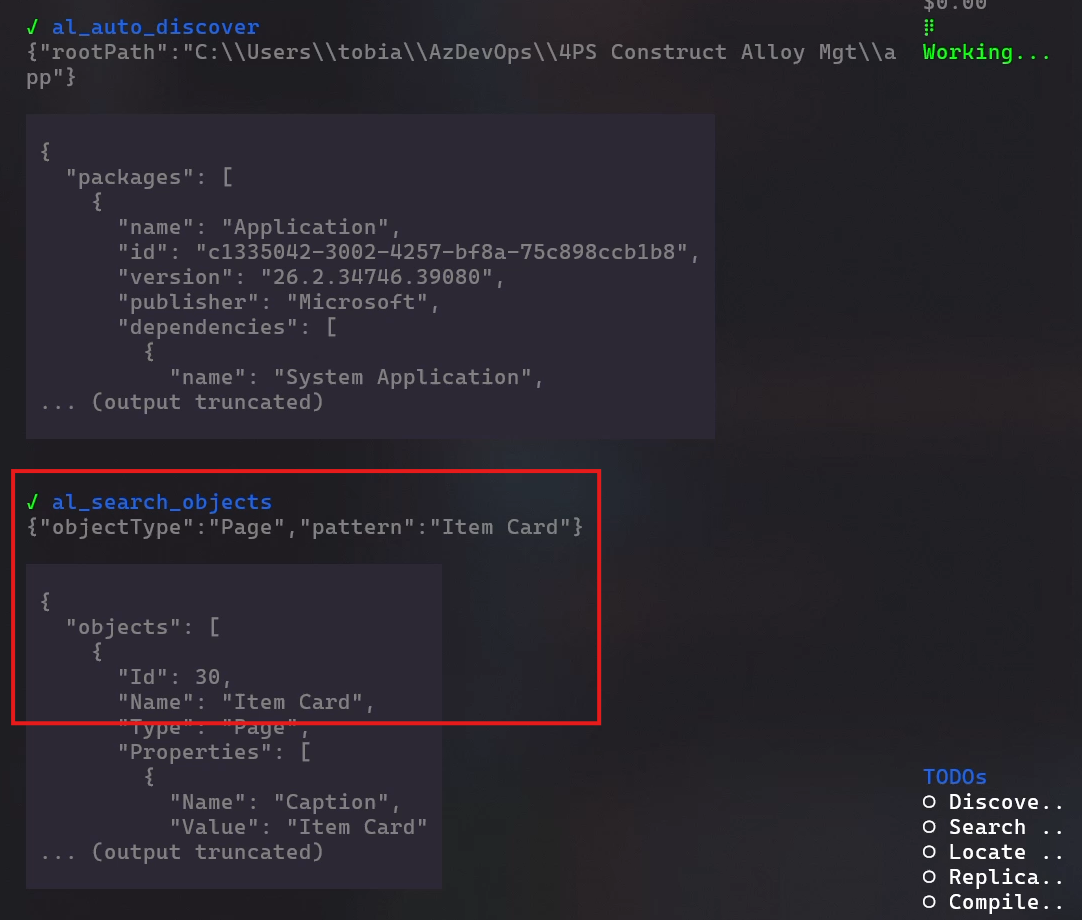 $0.00
✓ al_auto_discover
{"rootPath":"C:\\Users\\tobia\\AzDevOps\\4PS Construct Alloy Mgt\\a
pp"}
Working...
{
"packages": [
{
"name": "Application",
"id": "c1335042-3002-4257-bf8a-75c898ccb1b8",
"version": "26.2.34746.39080",
"publisher": "Microsoft",
"dependencies": [
{
"name": "System Application",
... (output truncated)
✓ al_search_objects
{"objectType":"Page","pattern":"Item Card"}
{
"objects": [
{
"Id": 30,
"Name": "Item Card",
"Type": "Page",
"Properties": [
{
"Name": "Caption",
"Value": "Item Card"
... (output truncated)
TODOs
○ Discove..
○ Search ..
○ Locate ..
○ Replica..
○ Compile..